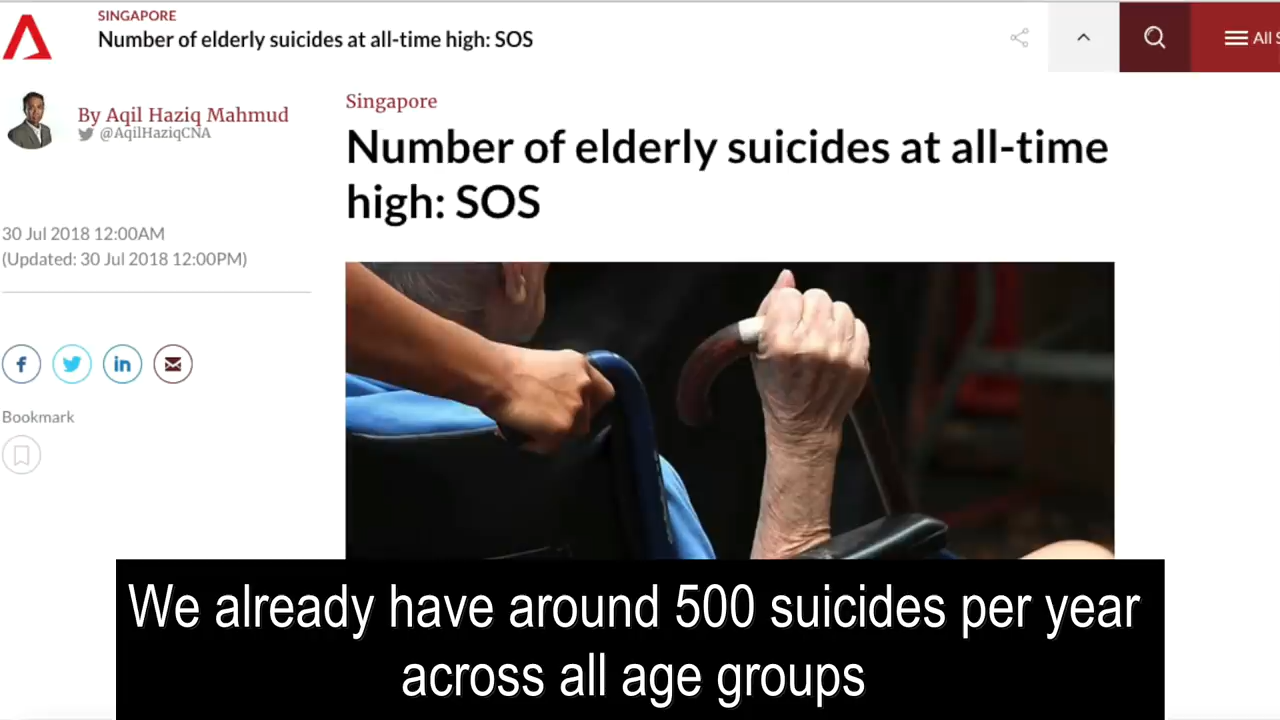 SINGAPORE
Number of elderly suicides at all-time high: SOS
All S
By Aqil Haziq Mahmud
@AqilHaziqCNA
30 Jul 2018 12:00AM
(Updated: 30 Jul 2018 12:00PM)
f
in
Bookmark
Singapore
Number of elderly suicides at all-time
high: SOS
We already have around 500 suicides per year
across all age groups